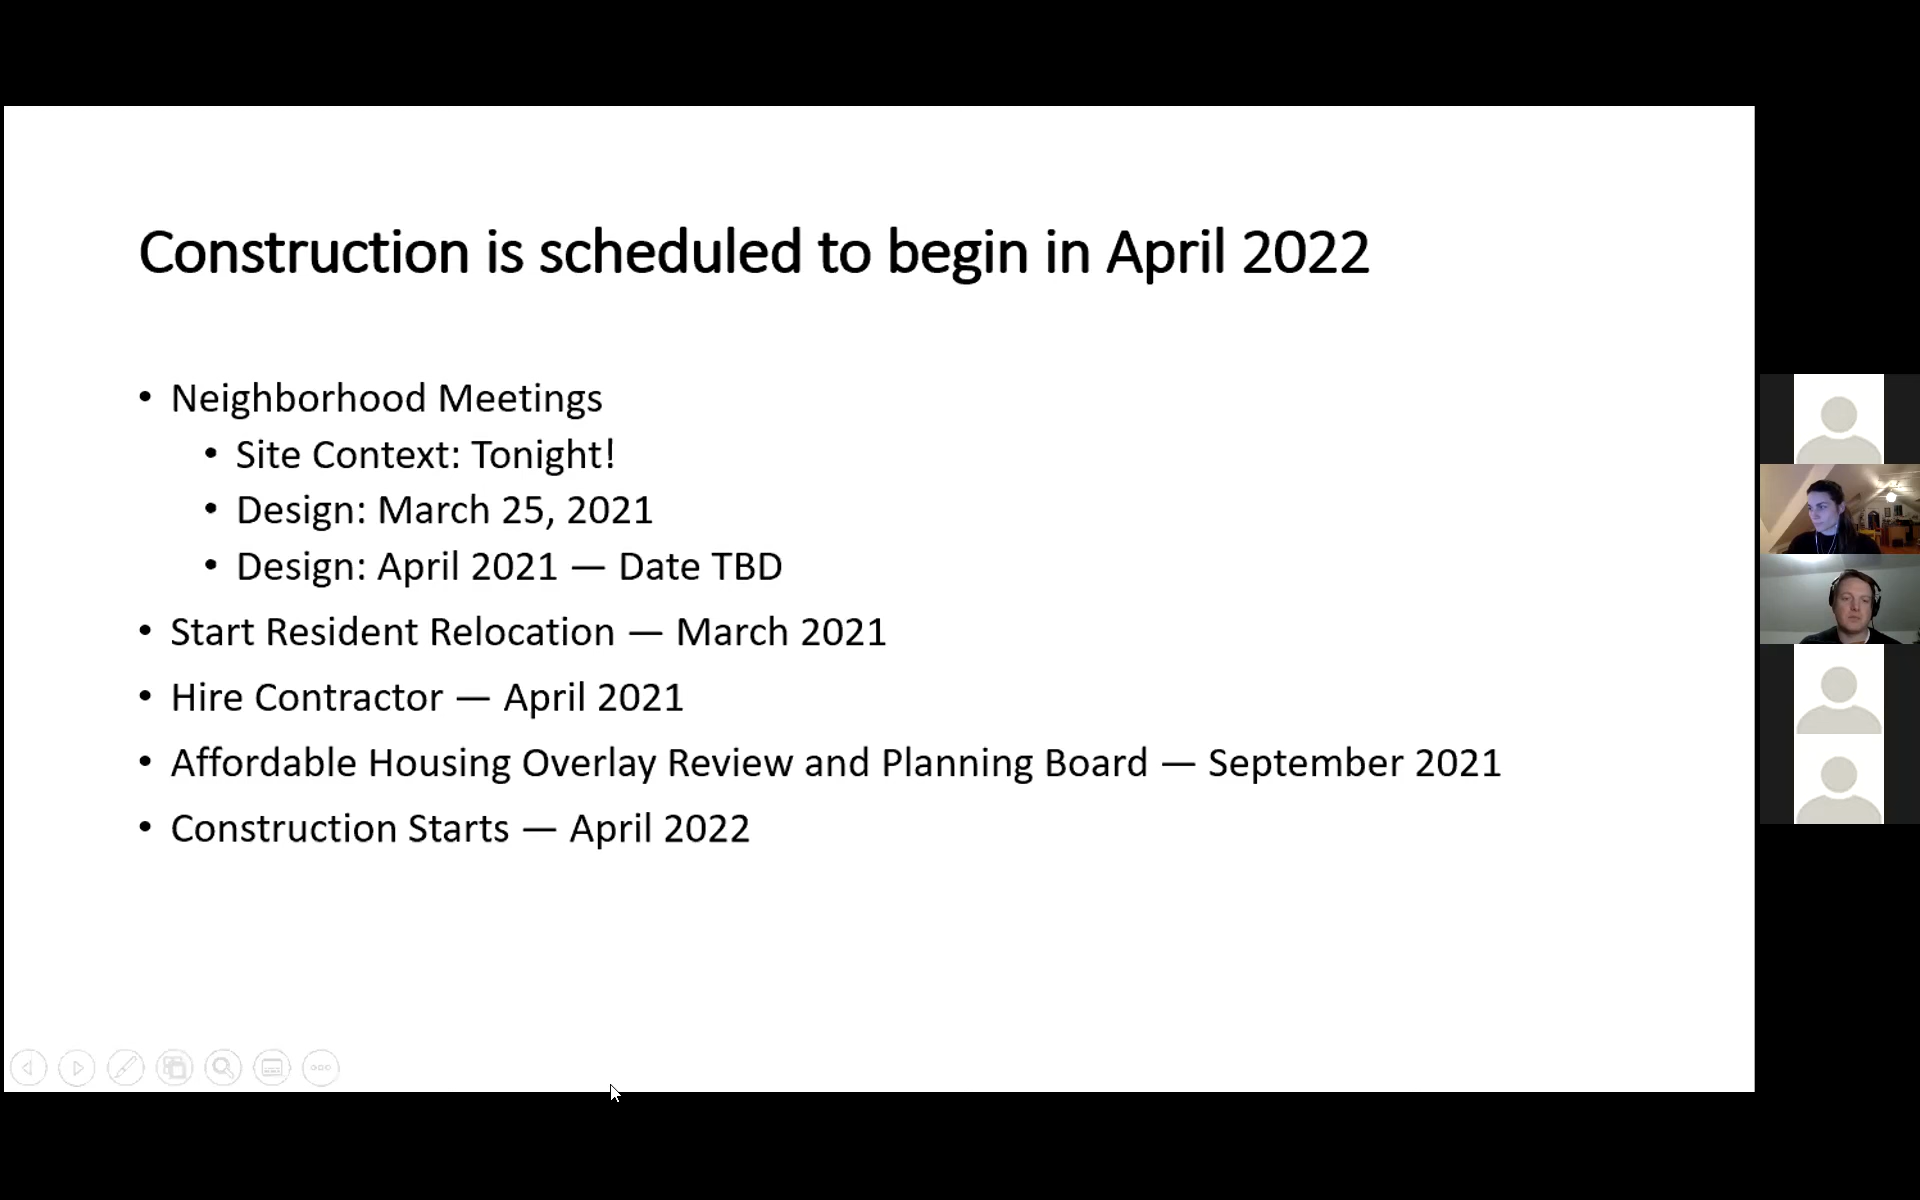 Construction is scheduled to begin in April 2022
• Neighborhood Meetings
• Site Context: Tonight!
• Design: March 25, 2021
• Design: April 2021 — Date TBD
• Start Resident Relocation — March 2021
• Hire Contractor — April 2021
• Affordable Housing Overlay Review and Planning Board — September 2021
• Construction Starts — April 2022